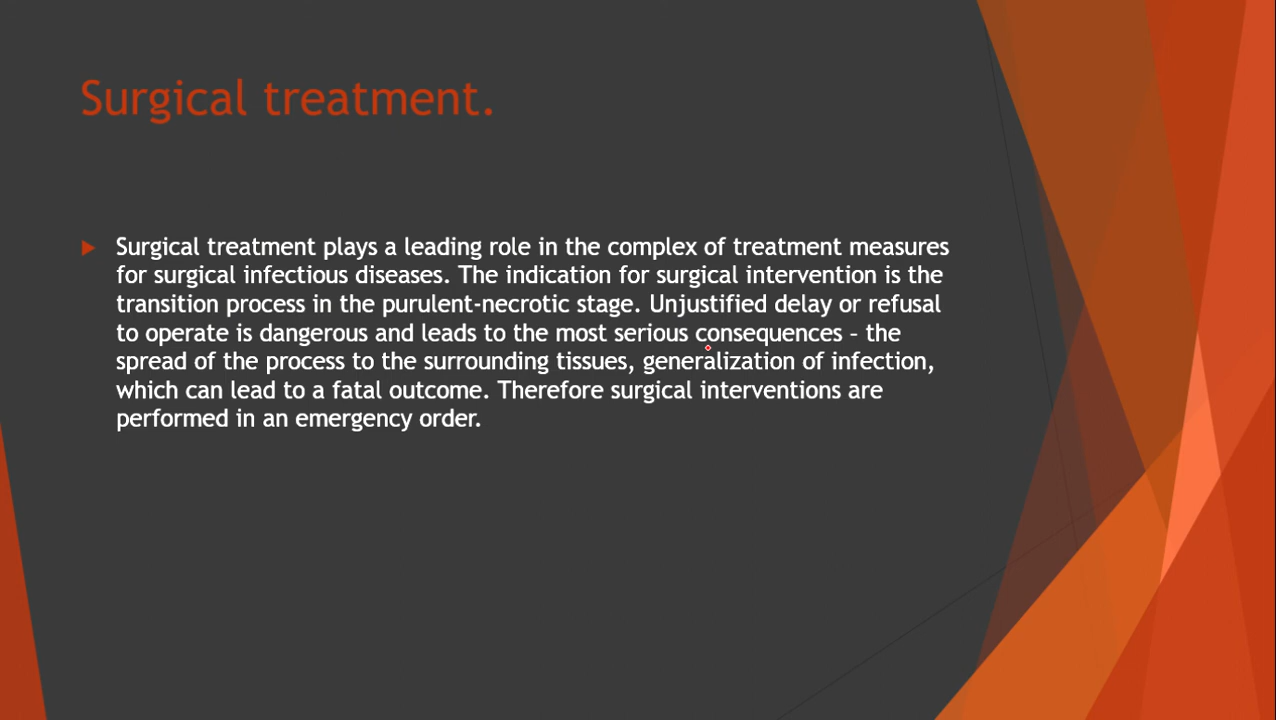 Surgical treatment.
Surgical treatment plays a leading role in the complex of treatment measures
for surgical infectious diseases. The indication for surgical intervention is the
transition process in the purulent-necrotic stage. Unjustified delay or refusal
to operate is dangerous and leads to the most serious consequences – the
spread of the process to the surrounding tissues, generalization of infection,
which can lead to a fatal outcome. Therefore surgical interventions are
performed in an emergency order.